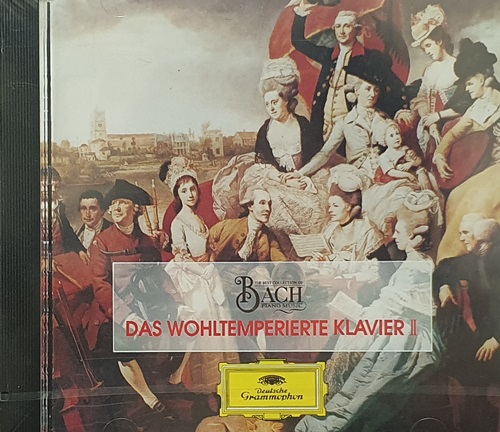 THE BEST COLLECTION OF
BACH
PIANO MUSIC
DAS WOHLTEMPERIERTE KLAVIER II
Deutsche
Grammophon